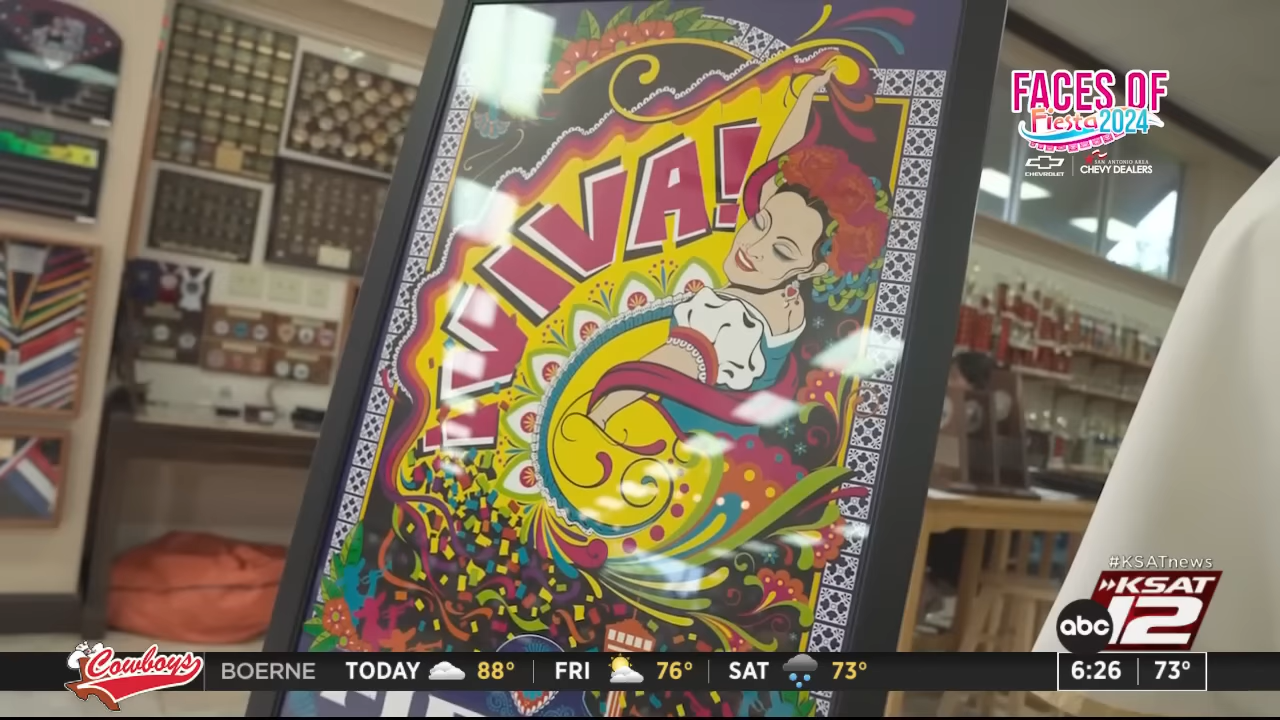 FACES OF
Fiesta 2024
CHEVROLET
SAN ANTONIO AREA
CHEVY DEALERS
¡VIVA!
#KSATnews
KSAT
abc 12
Cowboys
BOERNE TODAY 88° FRI 76° SAT 73° 6:26 73°